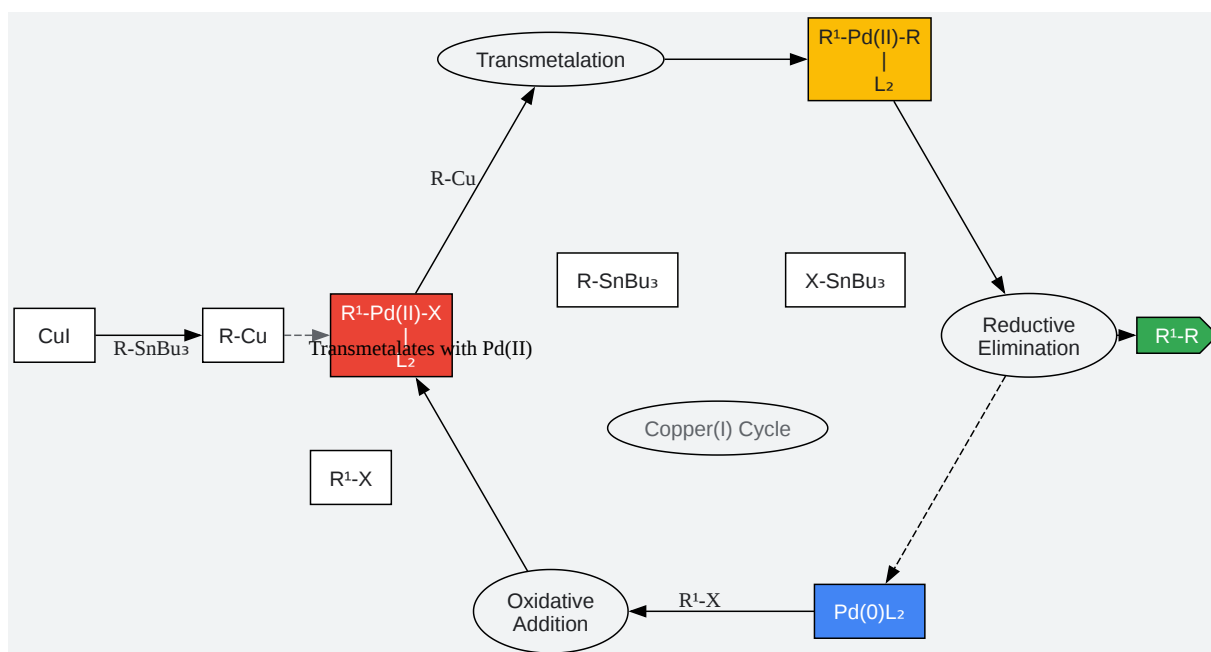 Transmetalation
R¹-Pd(II)-R
|
L₂
R-Cu
R-SnBu₃
X-SnBu₃
CuI
R-SnBu₃
R-Cu
R¹-Pd(II)-X
|
L₂
Transmetalates with Pd(II)
Reductive
Elimination
R¹-R
Copper(I) Cycle
R¹-X
Oxidative
Addition
R¹-X
Pd(0)L₂